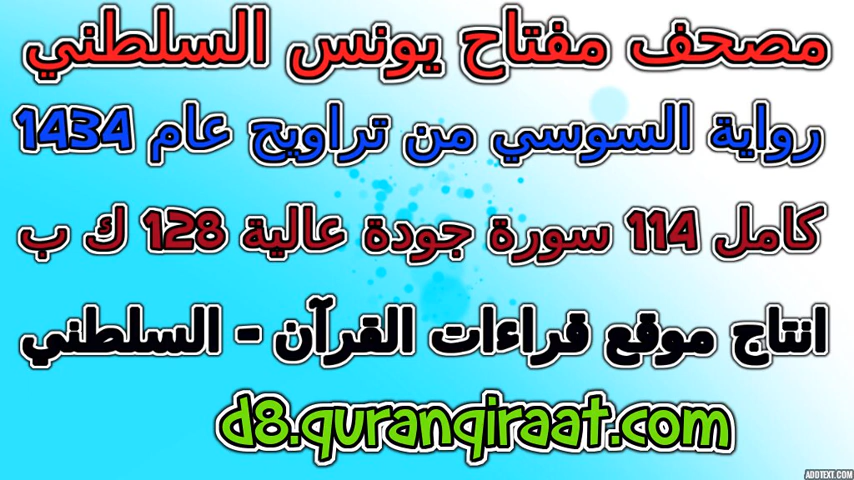 مصحف مفتاح يونس السلطني
رواية السوسي من تراويح عام 1434
كامل 114 سورة جودة عالية 128 ك ب
انتاج موقع قراءات القرآن - السلطني
d8.quranqiraat.com
ADDTEXT.COM